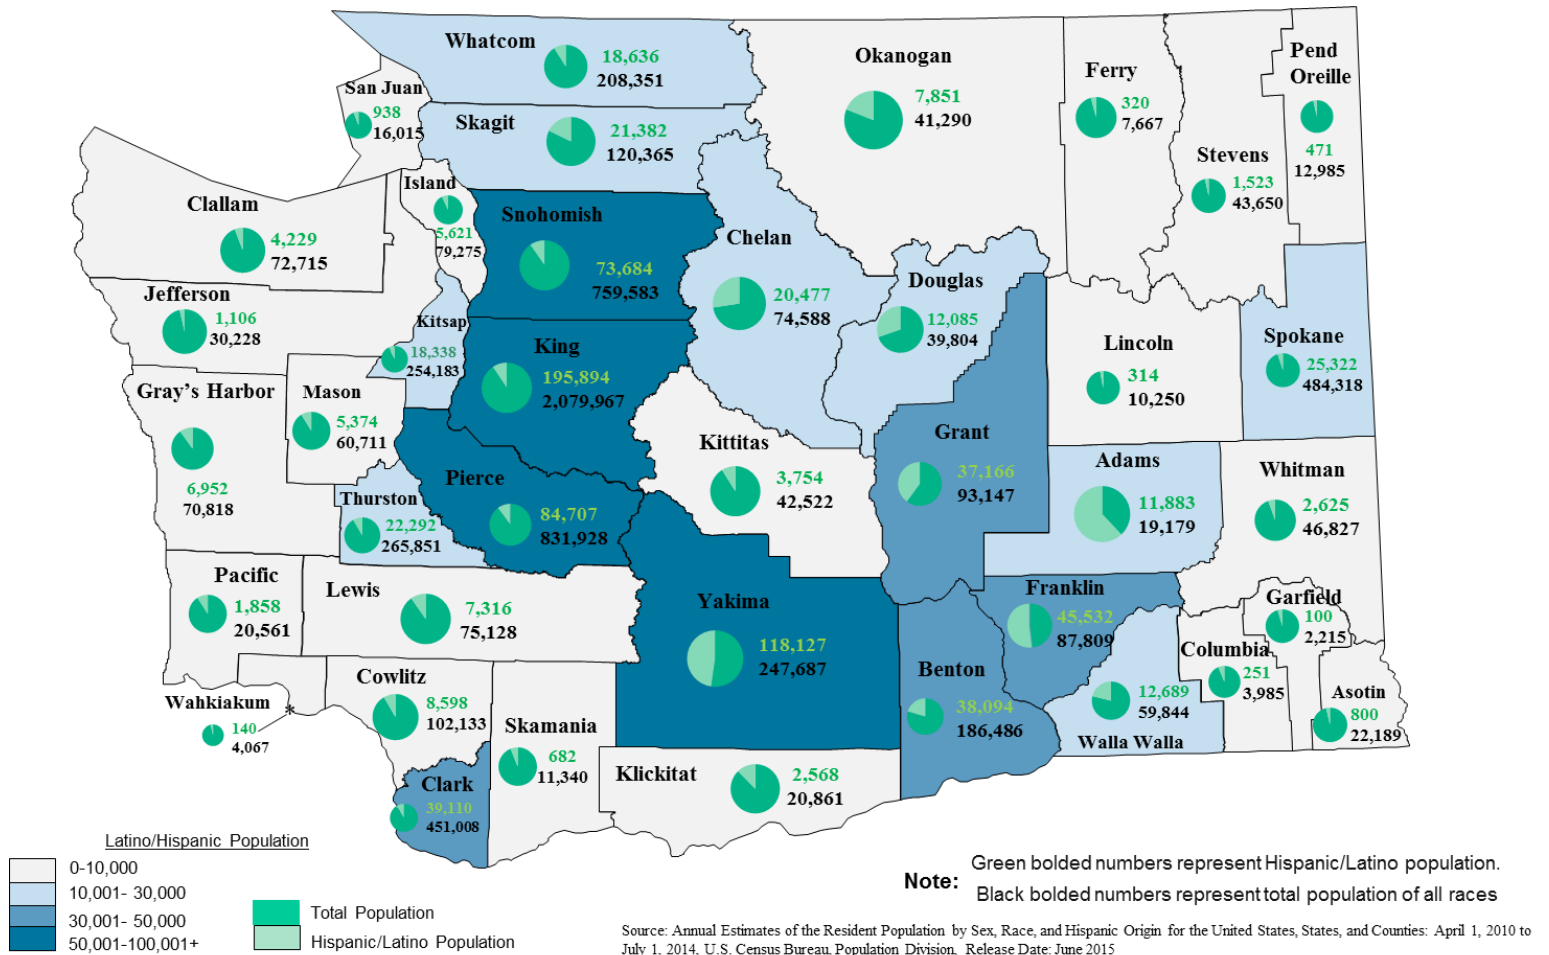 Whatcom
18,636
208,351
San Juan
938
16,015
Skagit
21,382
120,365
Okanogan
7,851
41,290
Ferry
320
7,667
Stevens
1,523
43,650
Pend
Oreille
471
12,985
Clallam
4,229
72,715
Island
5,621
79,275
Snohomish
73,684
759,583
Chelan
20,477
74,588
Douglas
12,085
39,804
Jefferson
1,106
30,228
Kitsap
18,338
254,183
King
195,894
2,079,967
Lincoln
314
10,250
Spokane
25,322
484,318
Gray's Harbor
6,952
70,818
Mason
5,374
60,711
Kittitas
3,754
42,522
Grant
37,166
93,147
Adams
11,883
19,179
Whitman
2,625
46,827
Thurston
22,292
265,851
Pierce
84,707
831,928
Pacific
1,858
20,561
Lewis
7,316
75,128
Yakima
118,127
247,687
Franklin
45,532
87,809
Garfield
100
2,215
Benton
38,094
186,486
Columbia
251
3,985
Walla Walla
12,689
59,844
Asotin
800
22,189
Wahkiakum
*
140
4,067
Cowlitz
8,598
102,133
Skamania
682
11,340
Klickitat
2,568
20,861
Clark
39,110
451,008
Latino/Hispanic Population
0-10,000
10,001- 30,000
30,001- 50,000
50,001-100,001+
Total Population
Hispanic/Latino Population
Note:
Green bolded numbers represent Hispanic/Latino population.
Black bolded numbers represent total population of all races
Source: Annual Estimates of the Resident Population by Sex, Race, and Hispanic Origin for the United States, States, and Counties: April 1, 2010 to
July 1, 2014. U.S. Census Bureau, Population Division. Release Date: June 2015